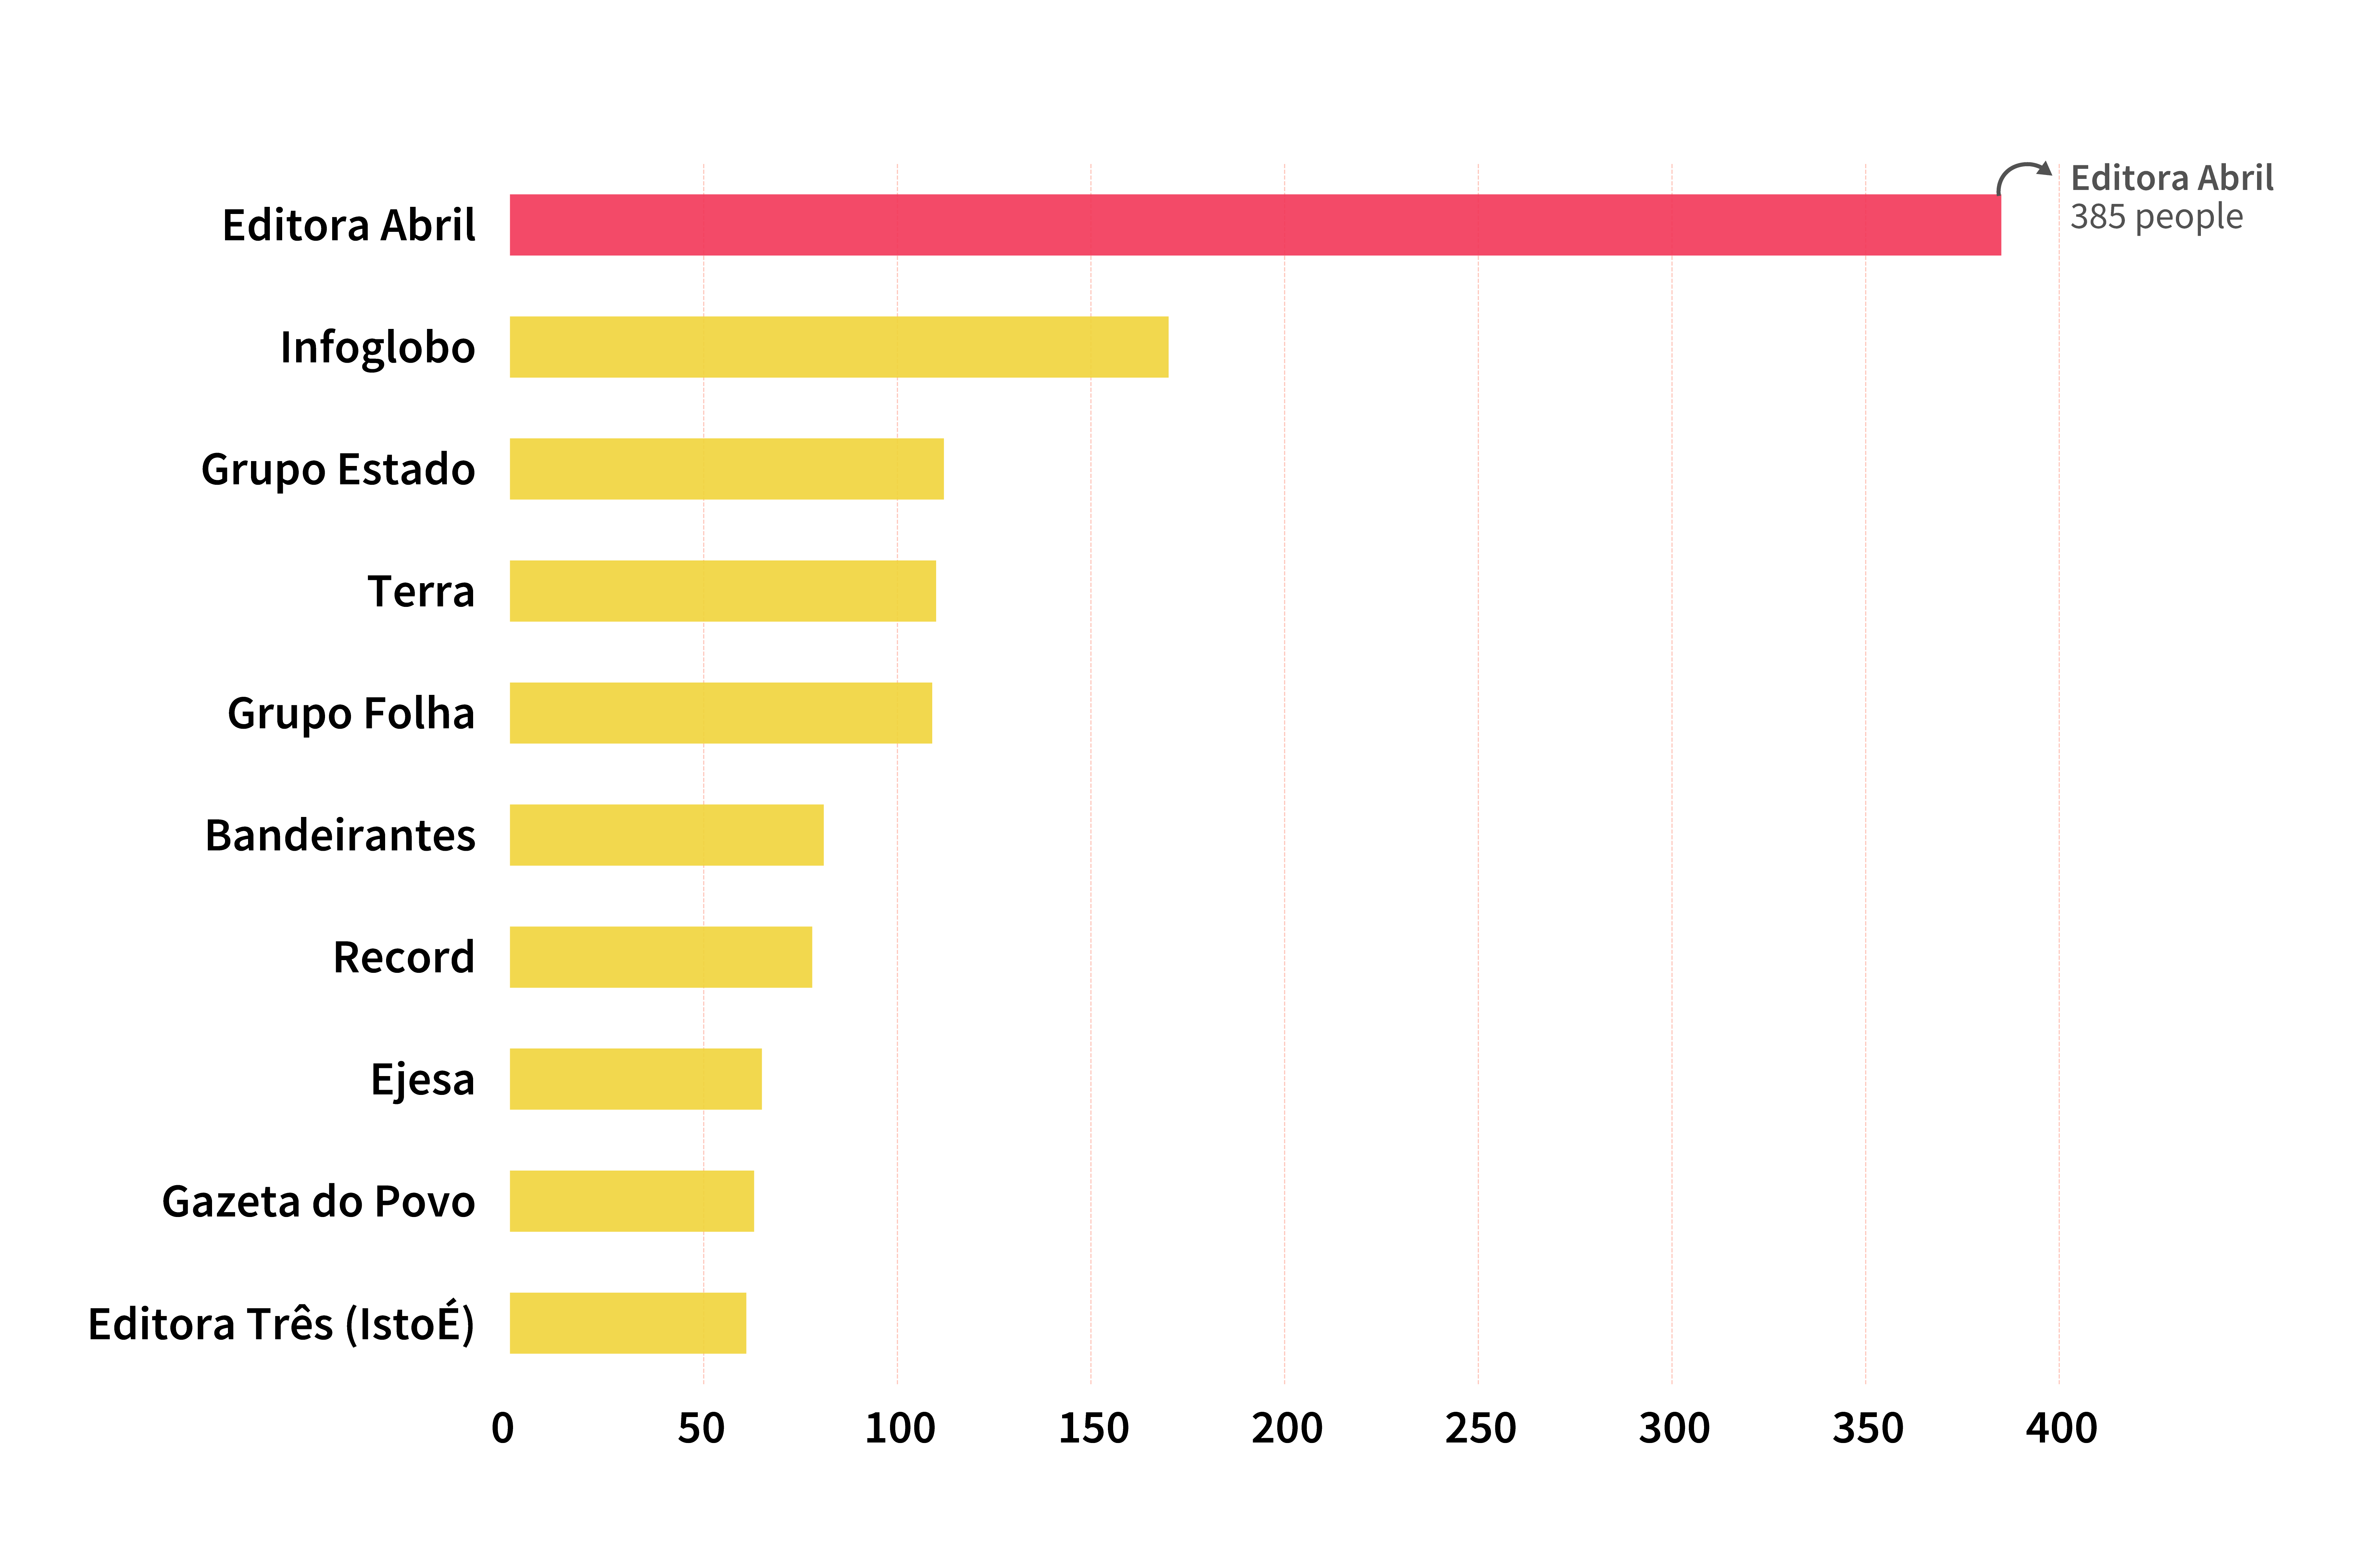 Editora Abril
385 people
Editora Abril
Infoglobo
Grupo Estado
Terra
Grupo Folha
Bandeirantes
Record
Ejesa
Gazeta do Povo
Editora Três (IstoÉ)
0 50 100 150 200 250 300 350 400